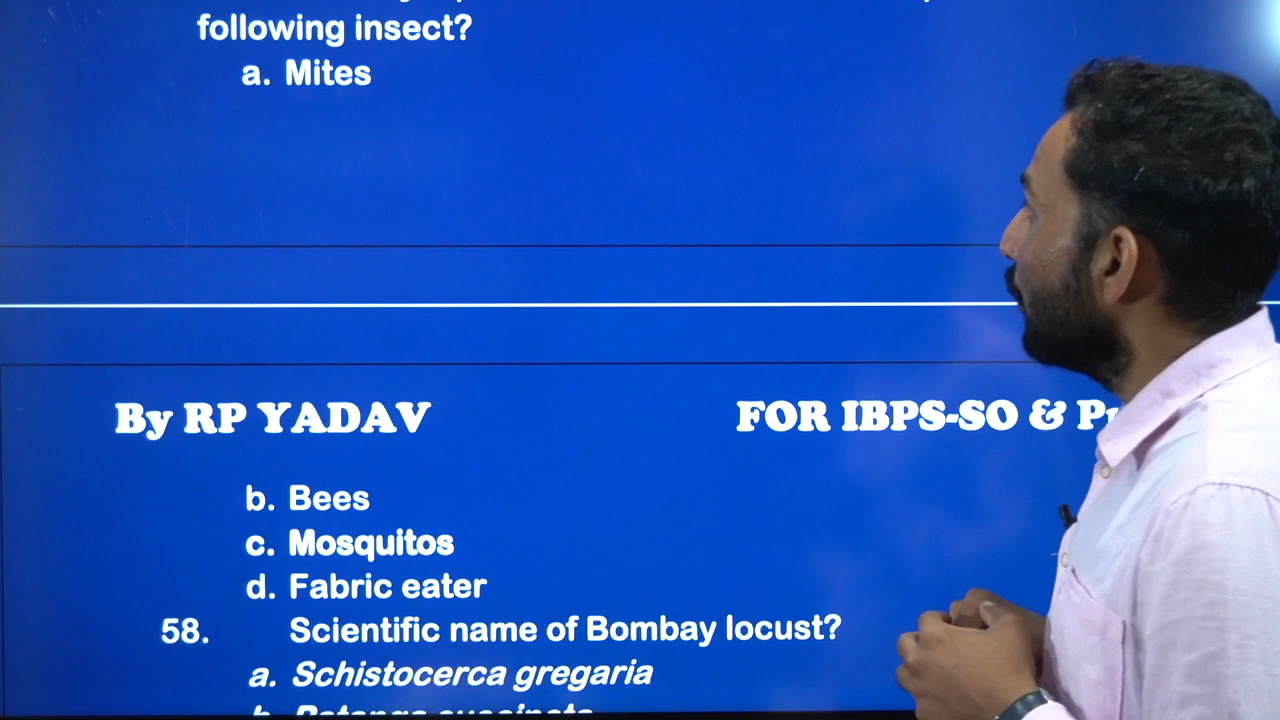 following insect?
a. Mites
By RP YADAV
FOR IBPS-SO &
b. Bees
c. Mosquitos
d. Fabric eater
58. Scientific name of Bombay locust?
a. Schistocerca gregaria